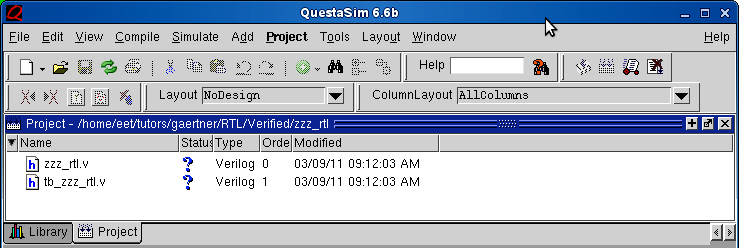 QuestaSim 6.6b
File Edit View Compile Simulate Add Project Tools Layout Window Help
Help
Layout NoDesign ColumnLayout AllColumns
Project - /home/eet/tutors/gaertner/RTL/Verified/zzz_rtl
Name Status Type Orde Modified
zzz_rtl.v ? Verilog 0 03/09/11 09:12:03 AM
tb_zzz_rtl.v ? Verilog 1 03/09/11 09:12:03 AM
Library Project